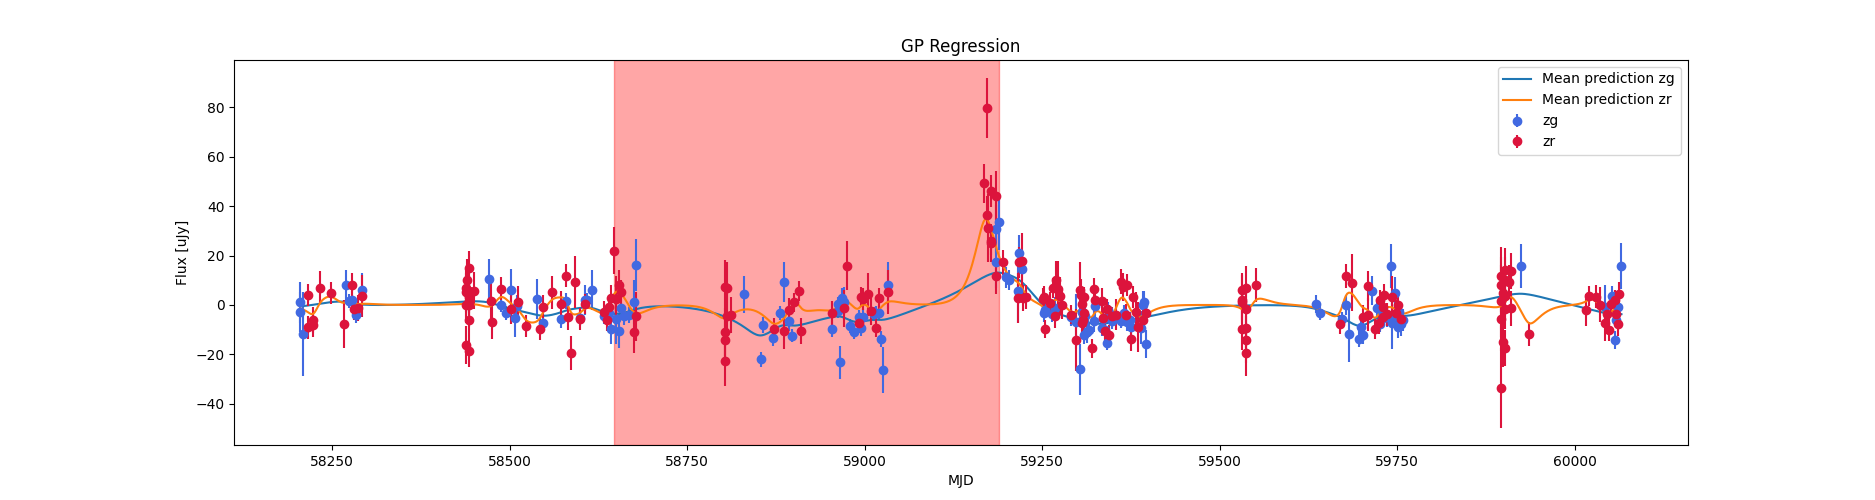 GP Regression
Flux [uJy]
80
60
40
20
0
−20
−40
Mean prediction zg
Mean prediction zr
zg
zr
58250
58500
58750
59000
59250
59500
59750
60000
MJD